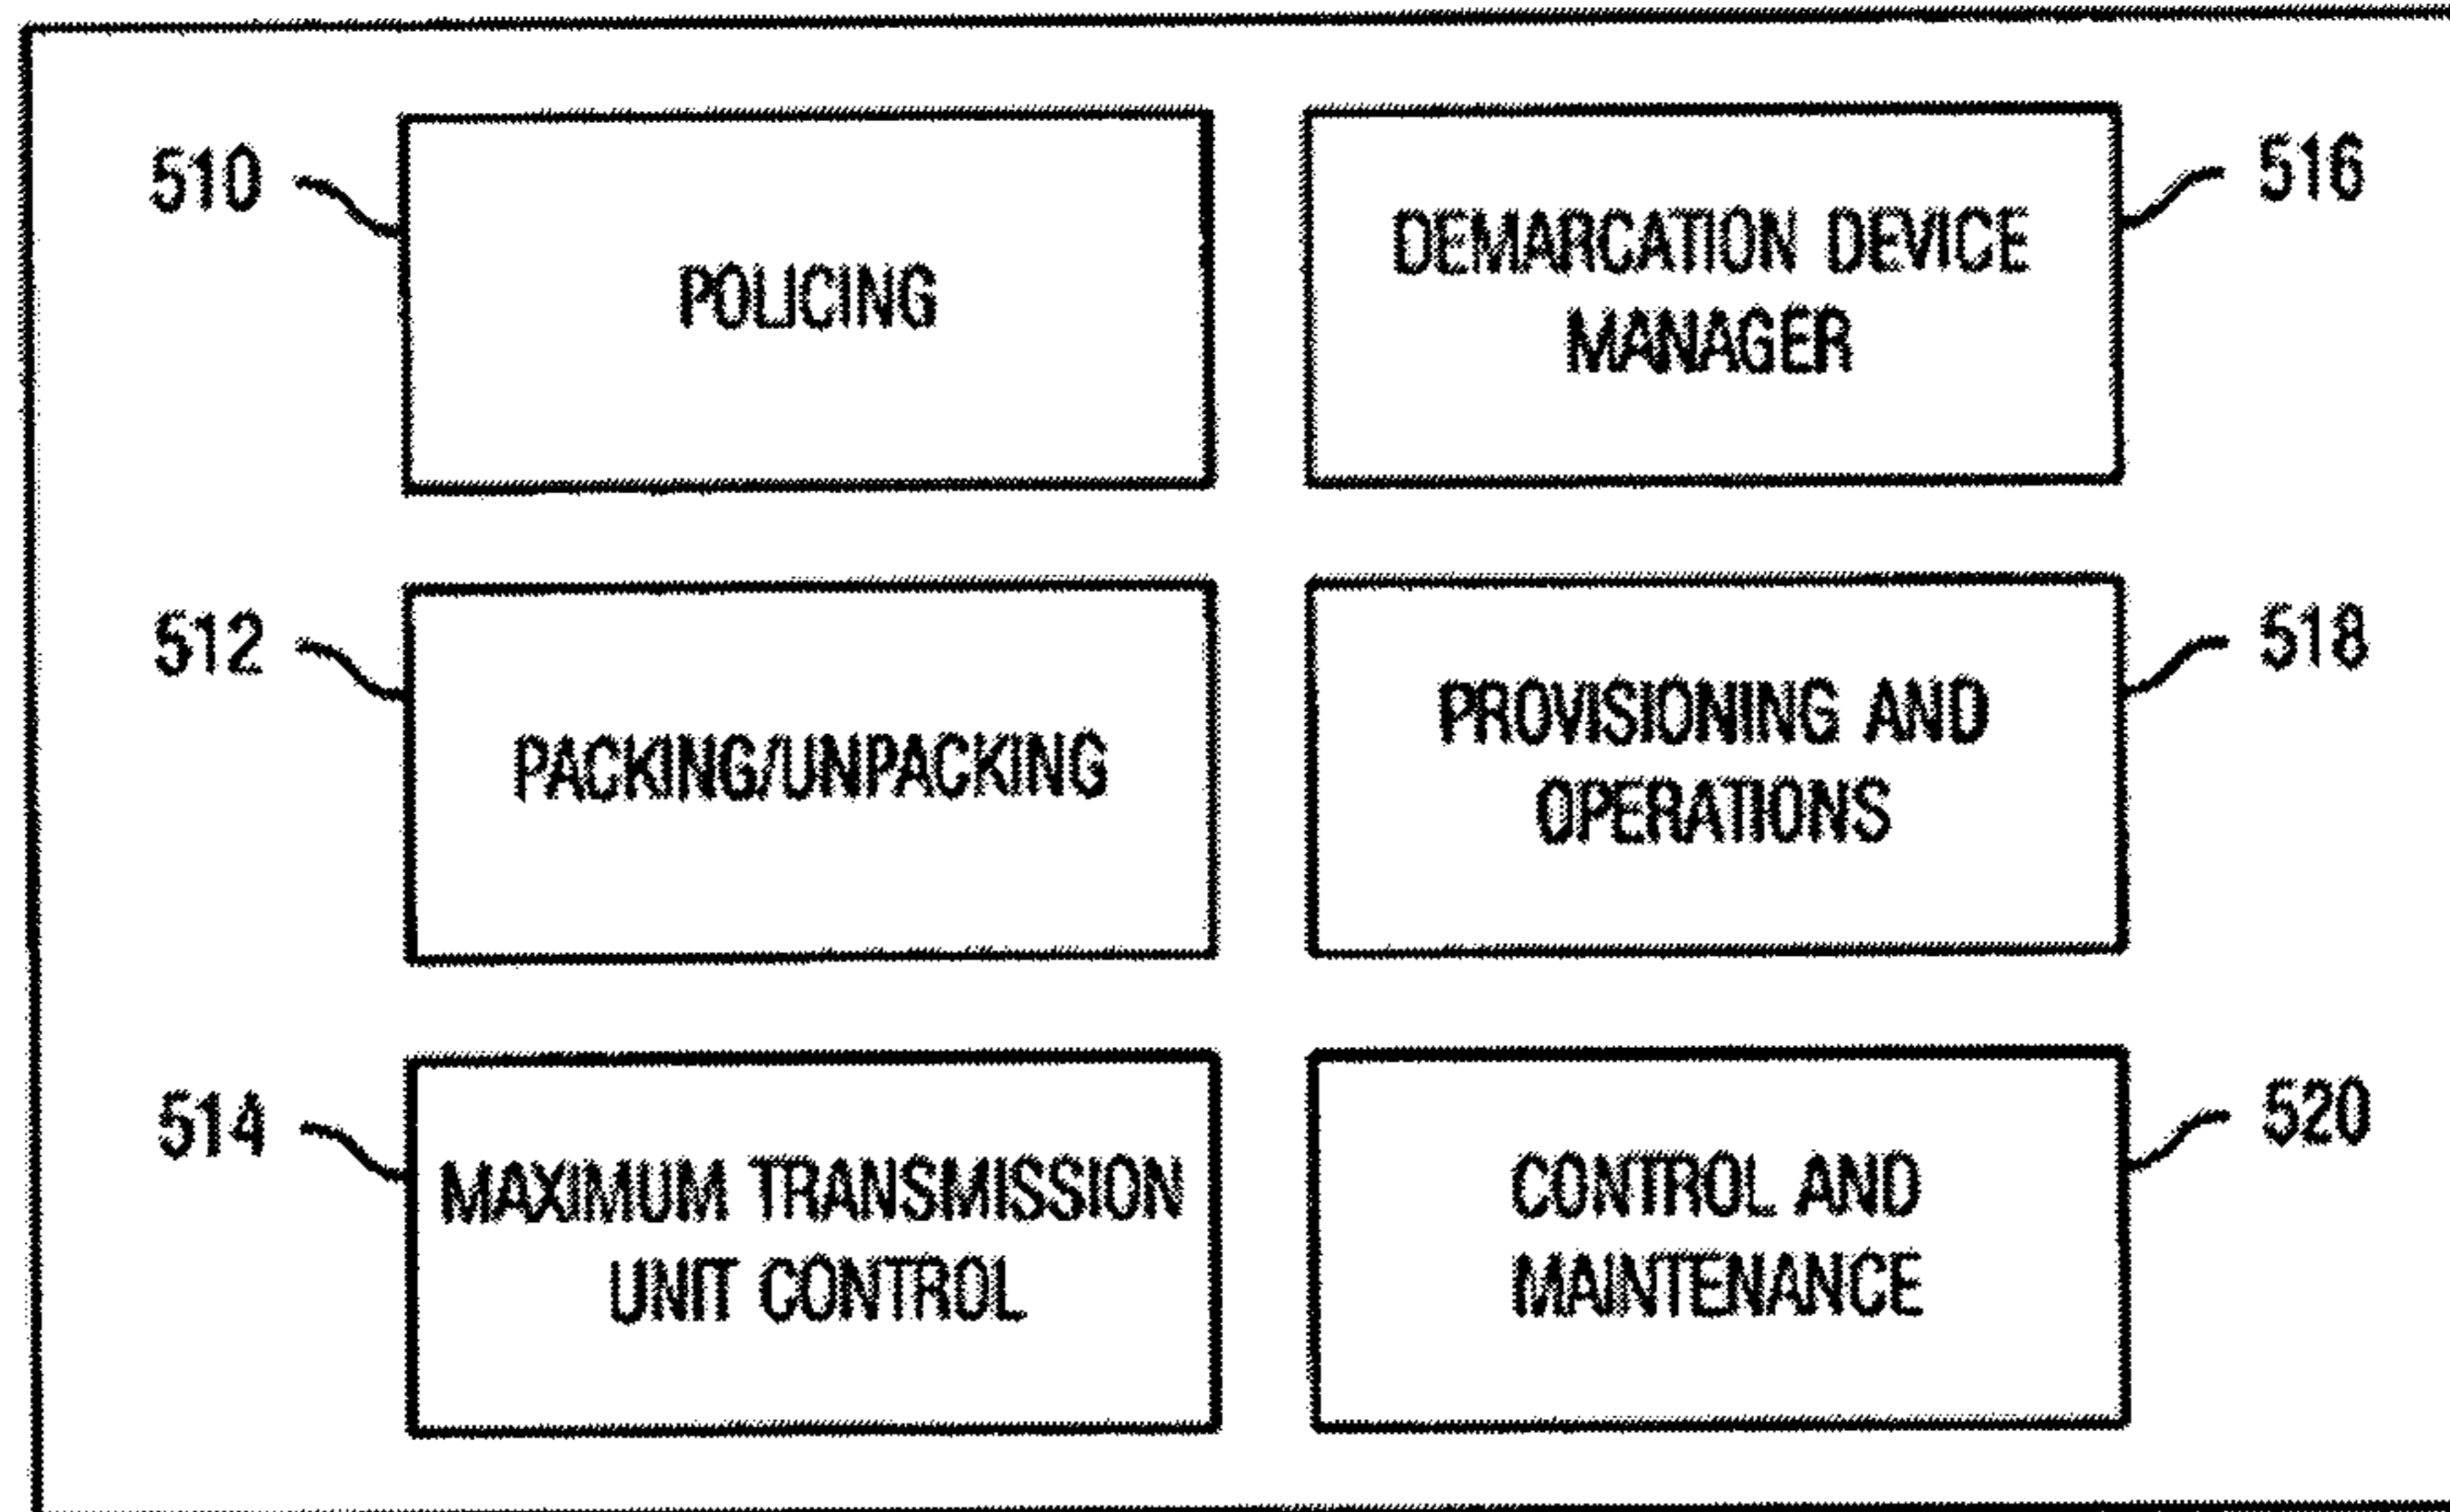 510
POLICING
516
DEMARCATION DEVICE
MANAGER
512
PACKING/UNPACKING
518
PROVISIONING AND
OPERATIONS
514
MAXIMUM TRANSMISSION
UNIT CONTROL
520
CONTROL AND
MAINTENANCE